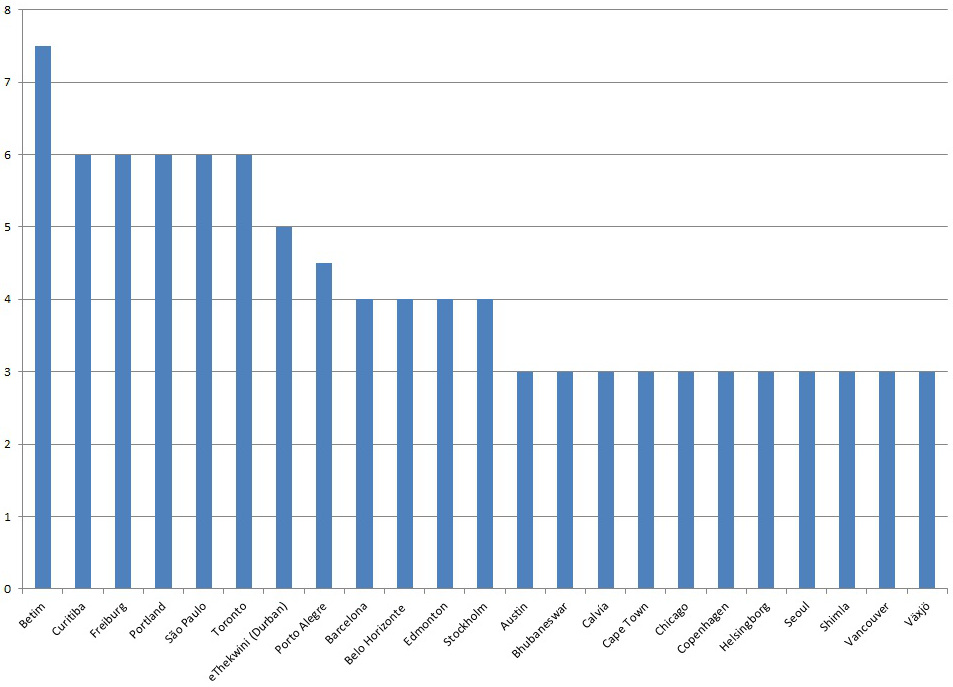 8
7
6
5
4
3
2
1
0
Betim
Curitiba
Freiburg
Portland
São Paulo
Toronto
eThekwini (Durban)
Porto Alegre
Barcelona
Belo Horizonte
Edmonton
Stockholm
Austin
Bhubaneswar
Calvia
Cape Town
Chicago
Copenhagen
Helsingborg
Seoul
Shimla
Vancouver
Växjö